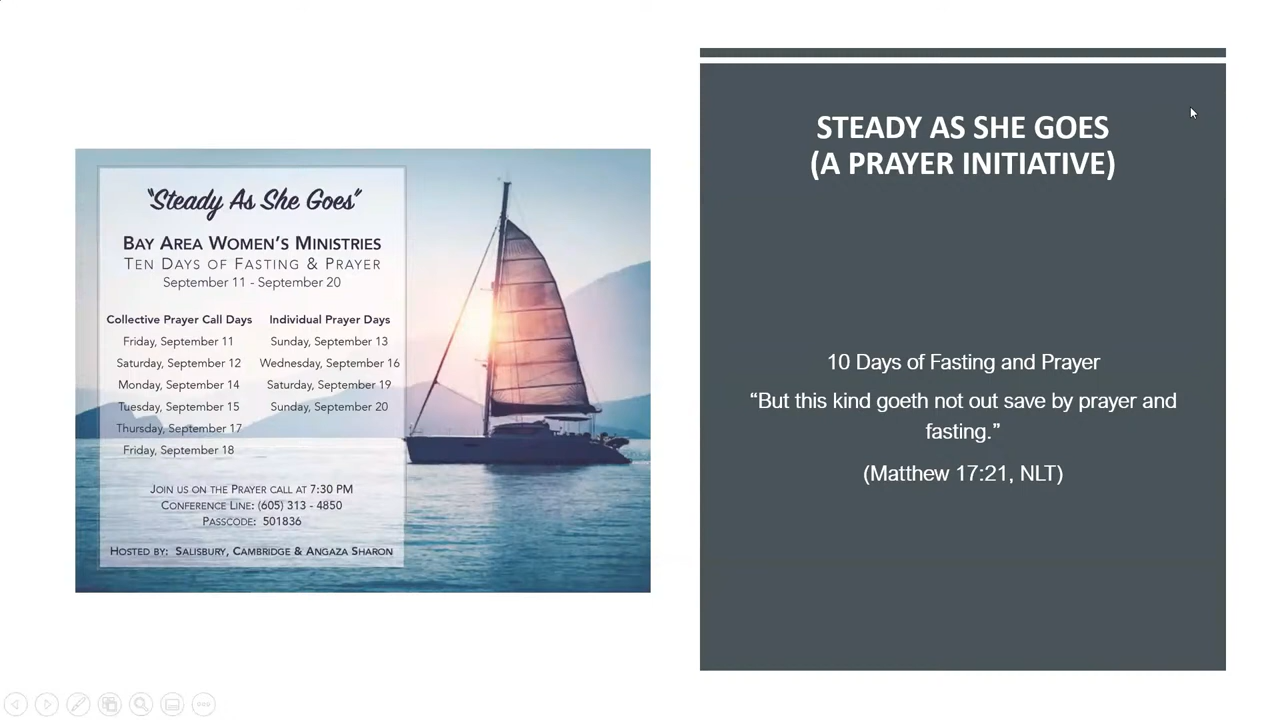 "Steady As She Goes"
BAY AREA WOMEN'S MINISTRIES
TEN DAYS OF FASTING & PRAYER
September 11 - September 20
Collective Prayer Call Days
Friday, September 11
Saturday, September 12
Monday, September 14
Tuesday, September 15
Thursday, September 17
Friday, September 18
Individual Prayer Days
Sunday, September 13
Wednesday, September 16
Saturday, September 19
Sunday, September 20
JOIN US ON THE PRAYER CALL AT 7:30 PM
CONFERENCE LINE: (605) 313 - 4850
PASSCODE: 501836
HOSTED BY: SALISBURY, CAMBRIDGE & ANGAZA SHARON
STEADY AS SHE GOES
(A PRAYER INITIATIVE)
10 Days of Fasting and Prayer
“But this kind goeth not out save by prayer and
fasting.”
(Matthew 17:21, NLT)